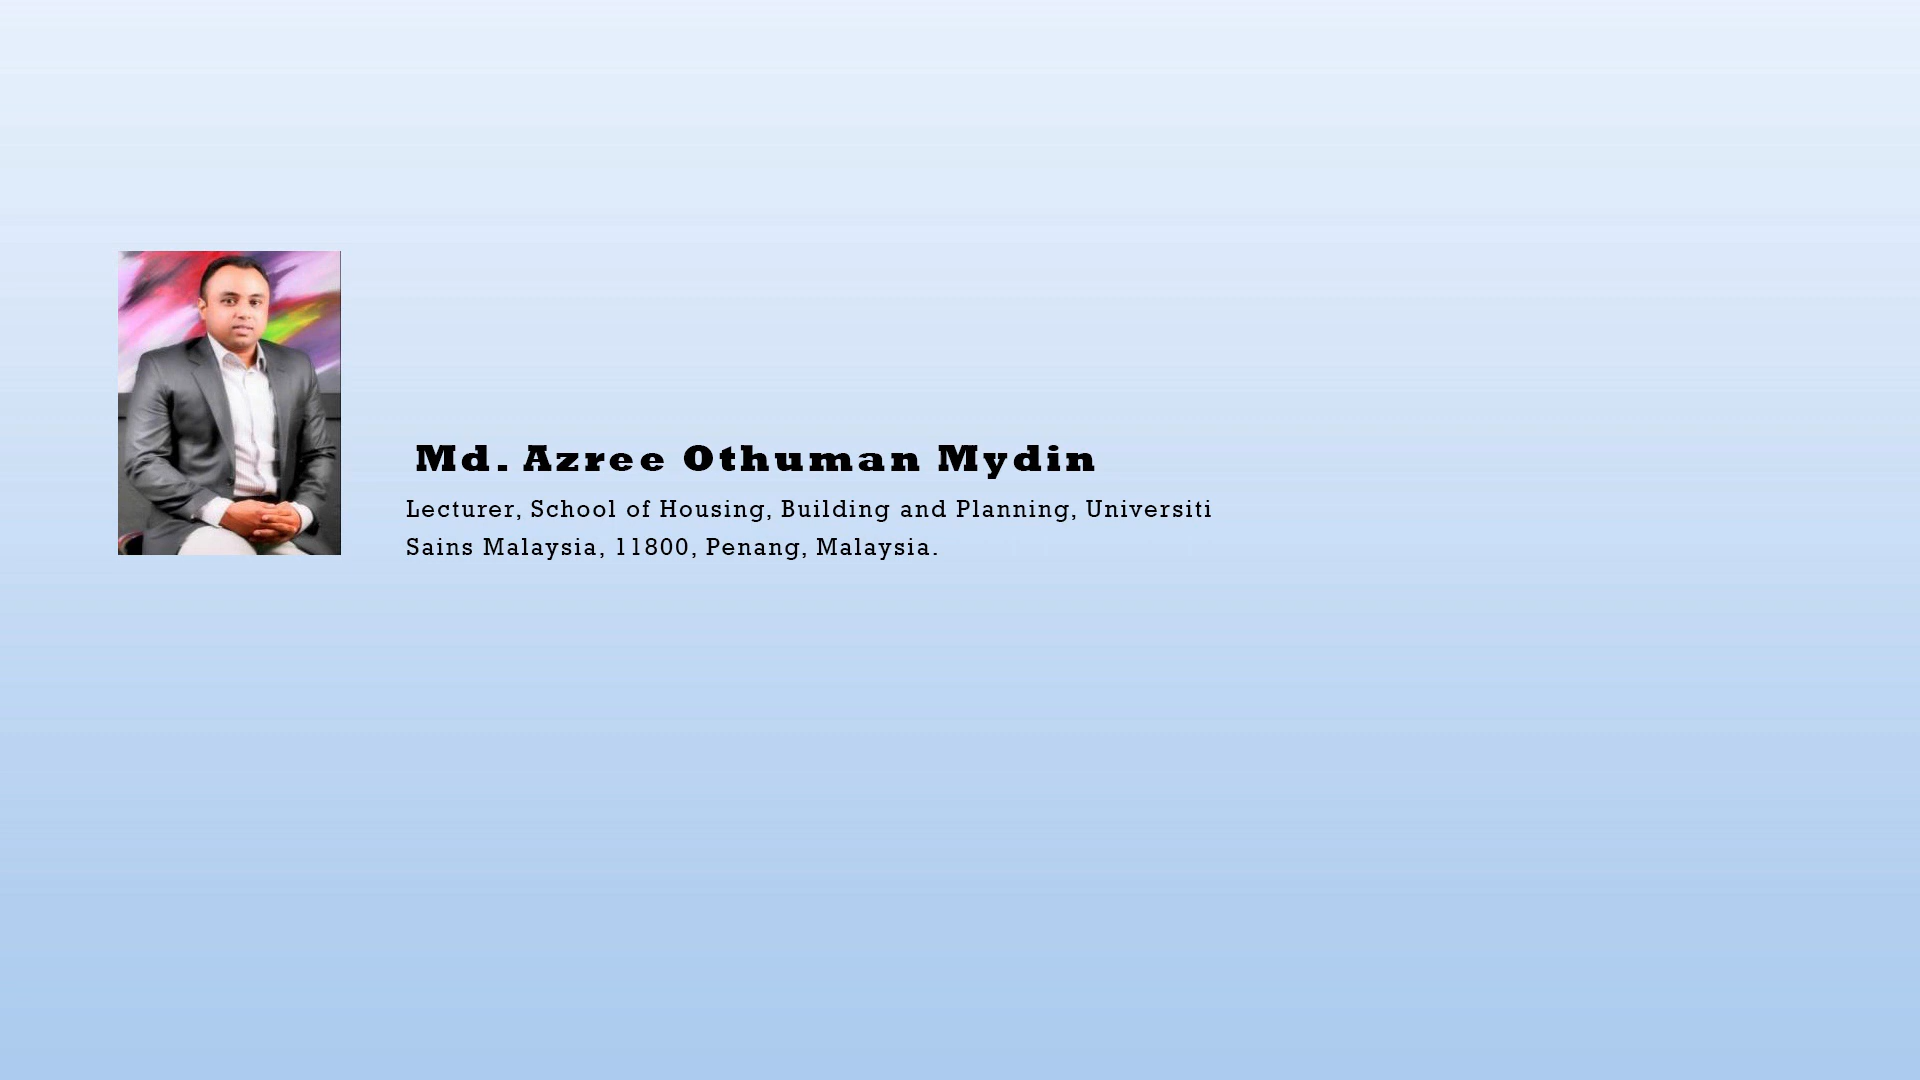 Md. Azree Othuman Mydin
Lecturer, School of Housing, Building and Planning, Universiti
Sains Malaysia, 11800, Penang, Malaysia.